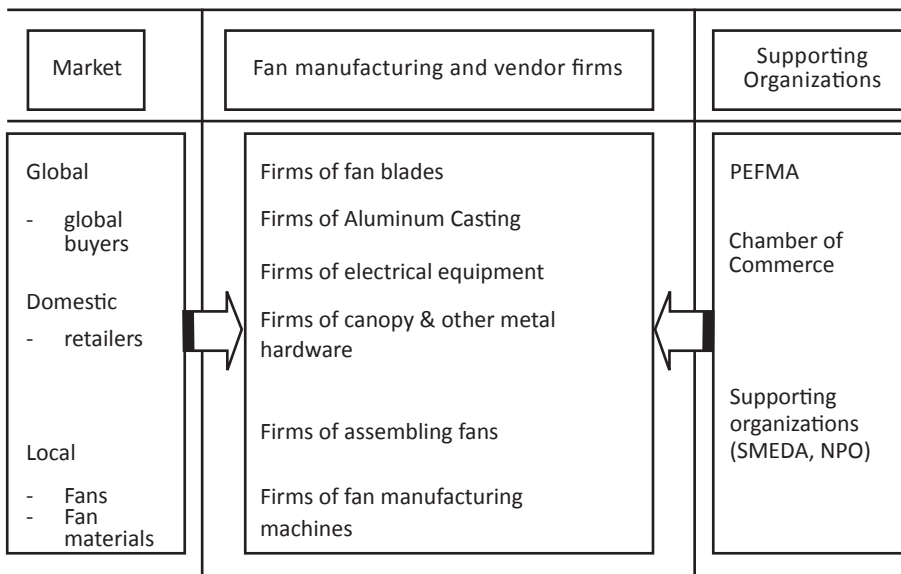 Market
Fan manufacturing and vendor firms
Supporting
Organizations
Global
- global
buyers
Domestic
- retailers
Local
- Fans
- Fan
materials
Firms of fan blades
Firms of Aluminum Casting
Firms of electrical equipment
Firms of canopy & other metal
hardware
Firms of assembling fans
Firms of fan manufacturing
machines
PEFMA
Chamber of
Commerce
Supporting
organizations
(SMEDA, NPO)